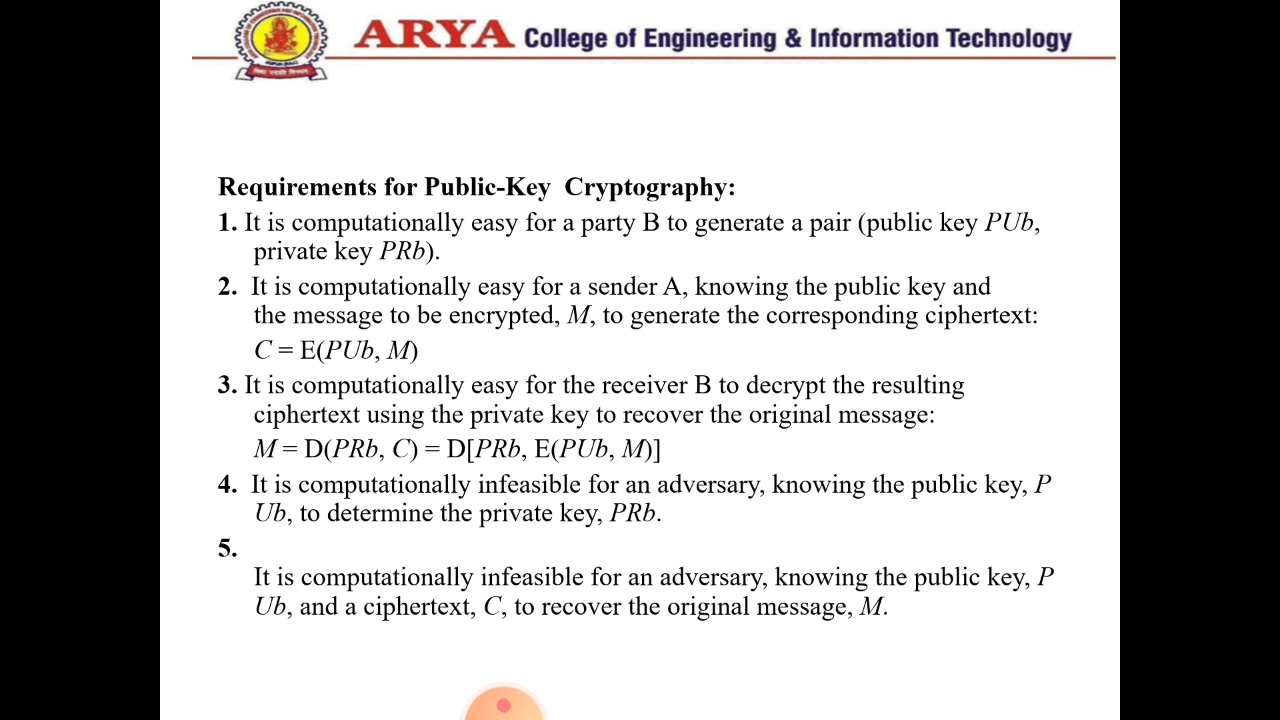 ARYA College of Engineering & Information Technology
Requirements for Public-Key Cryptography:
1. It is computationally easy for a party B to generate a pair (public key PUb,
private key PRb).
2. It is computationally easy for a sender A, knowing the public key and
the message to be encrypted, M, to generate the corresponding ciphertext:
C = E(PUb, M)
3. It is computationally easy for the receiver B to decrypt the resulting
ciphertext using the private key to recover the original message:
M = D(PRb, C) = D[PRb, E(PUb, M)]
4. It is computationally infeasible for an adversary, knowing the public key, P
Ub, to determine the private key, PRb.
5.
It is computationally infeasible for an adversary, knowing the public key, P
Ub, and a ciphertext, C, to recover the original message, M.